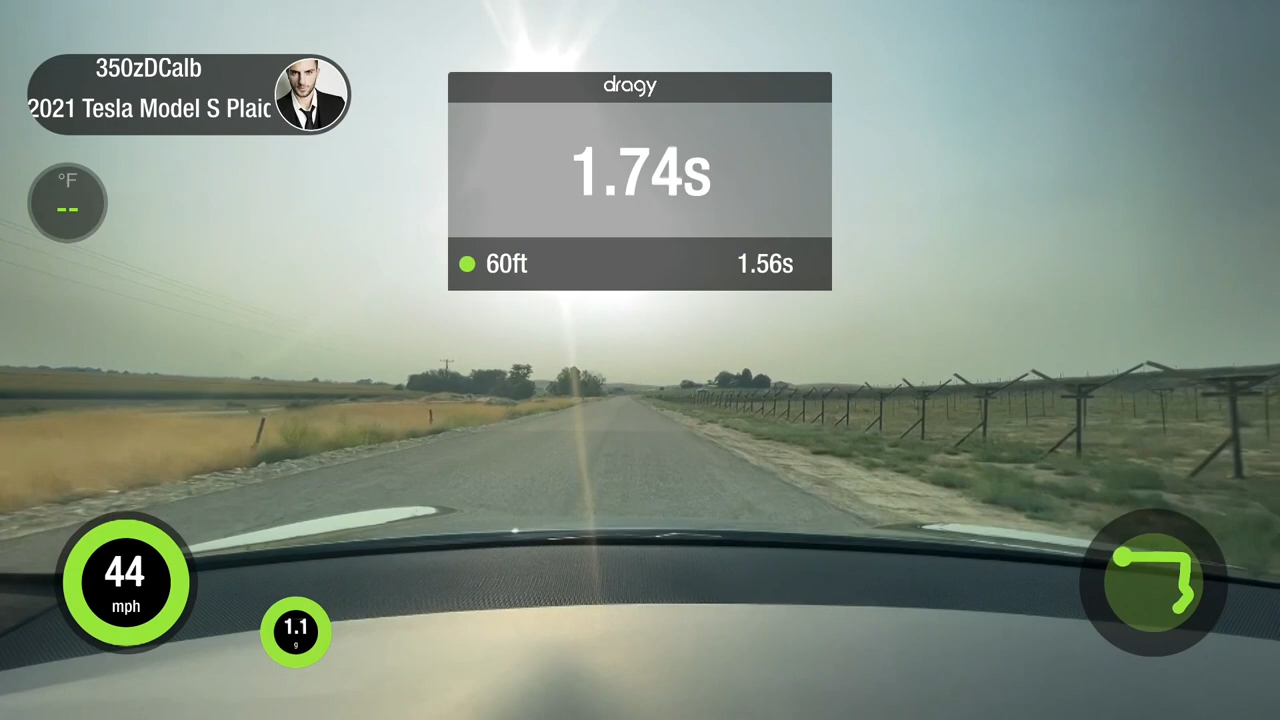 350zDCalb
2021 Tesla Model S Plaid
dragy
1.74s
60ft 1.56s
°F
--
44
mph
1.1
g